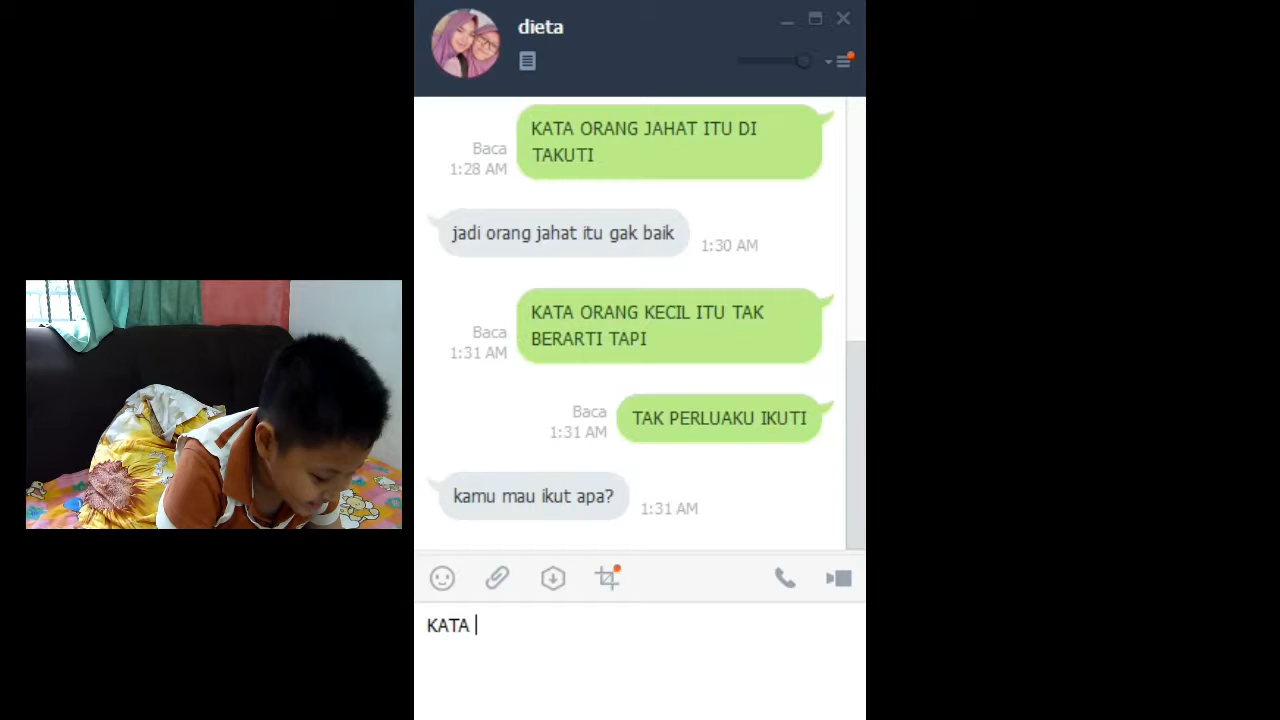 dieta
KATA ORANG JAHAT ITU DI
TAKUTI
Baca
1:28 AM
jadi orang jahat itu gak baik
1:30 AM
KATA ORANG KECIL ITU TAK
BERARTI TAPI
Baca
1:31 AM
TAK PERLUAKU IKUTI
Baca
1:31 AM
kamu mau ikut apa?
1:31 AM
KATA